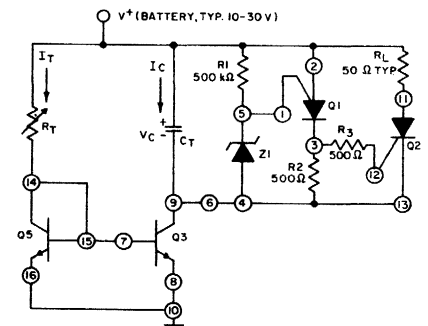 V+ (BATTERY, TYP. 10-30 V)
IT
IC
R1
500 kΩ
2
RL
50 Ω TYP
RT
+
VC
-
CT
5
1
Q1
11
Z1
3
R3
500Ω
Q2
14
R2
500Ω
12
9
6
4
13
Q5
15
7
Q3
16
8
10